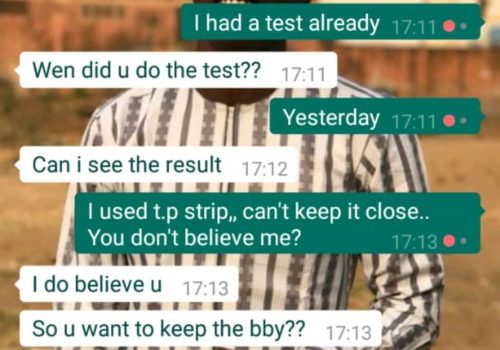 I had a test already 17:11
Wen did u do the test?? 17:11
Yesterday 17:11
Can i see the result 17:12
I used t.p strip,, can't keep it close..
You don't believe me? 17:13
I do believe u 17:13
So u want to keep the bby?? 17:13